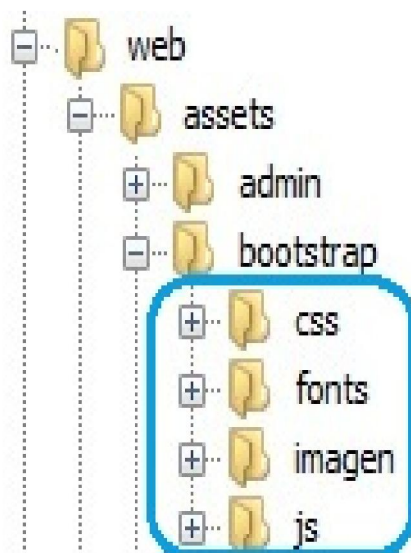 web
assets
admin
bootstrap
css
fonts
imagen
js